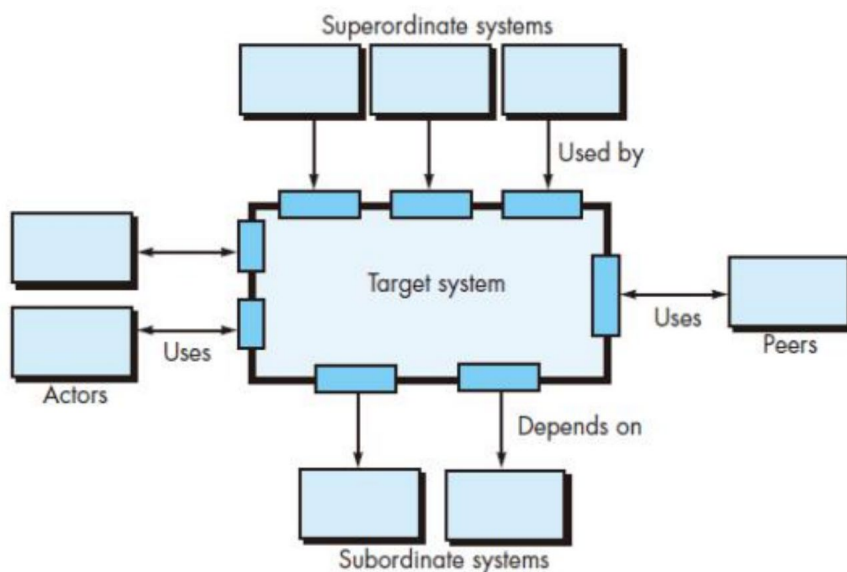 Superordinate systems
Used by
Target system
Uses
Peers
Uses
Actors
Depends on
Subordinate systems